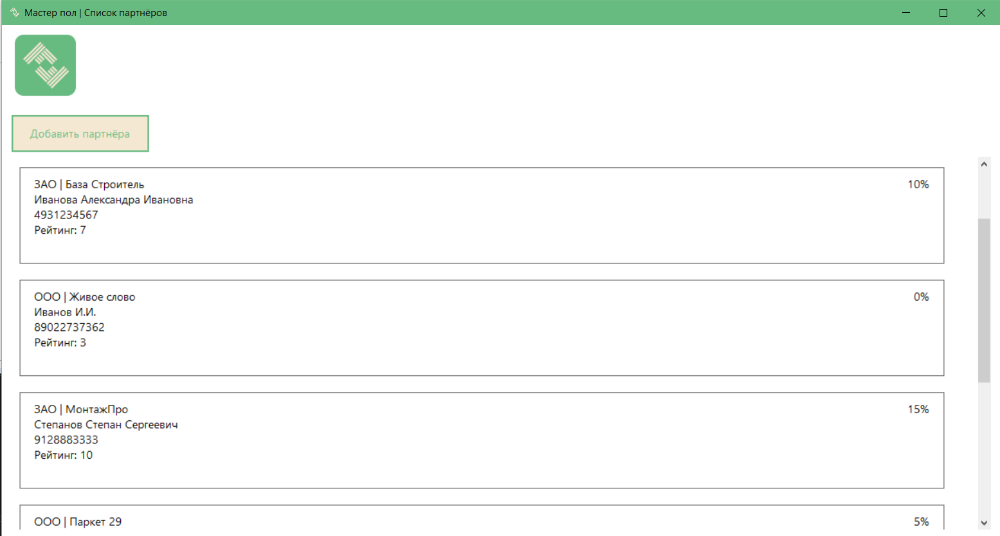 Мастер пол | Список партнёров
Добавить партнёра
ЗАО | База Строитель
10%
Иванова Александра Ивановна
4931234567
Рейтинг: 7
ООО | Живое слово
0%
Иванов И.И.
89022737362
Рейтинг: 3
ЗАО | МонтажПро
15%
Степанов Степан Сергеевич
9128883333
Рейтинг: 10
ООО | Паркет 29
5%